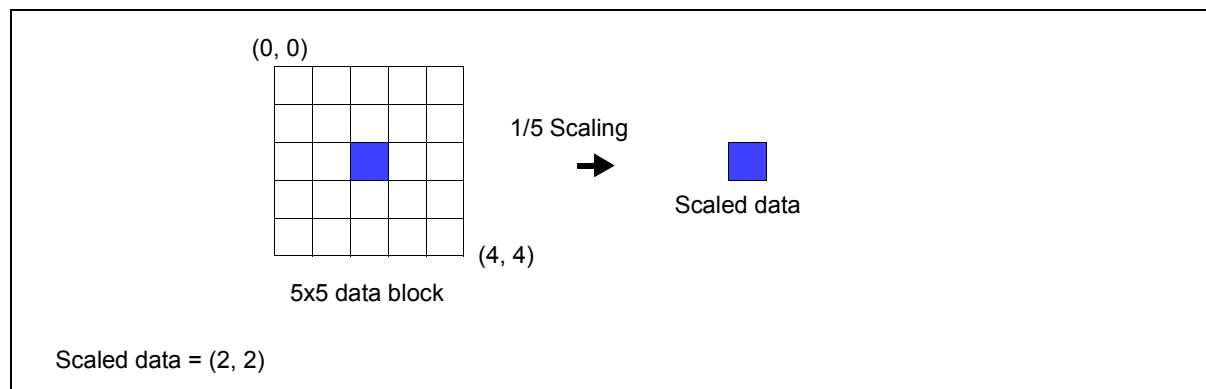 (0, 0)
1/5 Scaling
Scaled data
(4, 4)
5x5 data block
Scaled data = (2, 2)